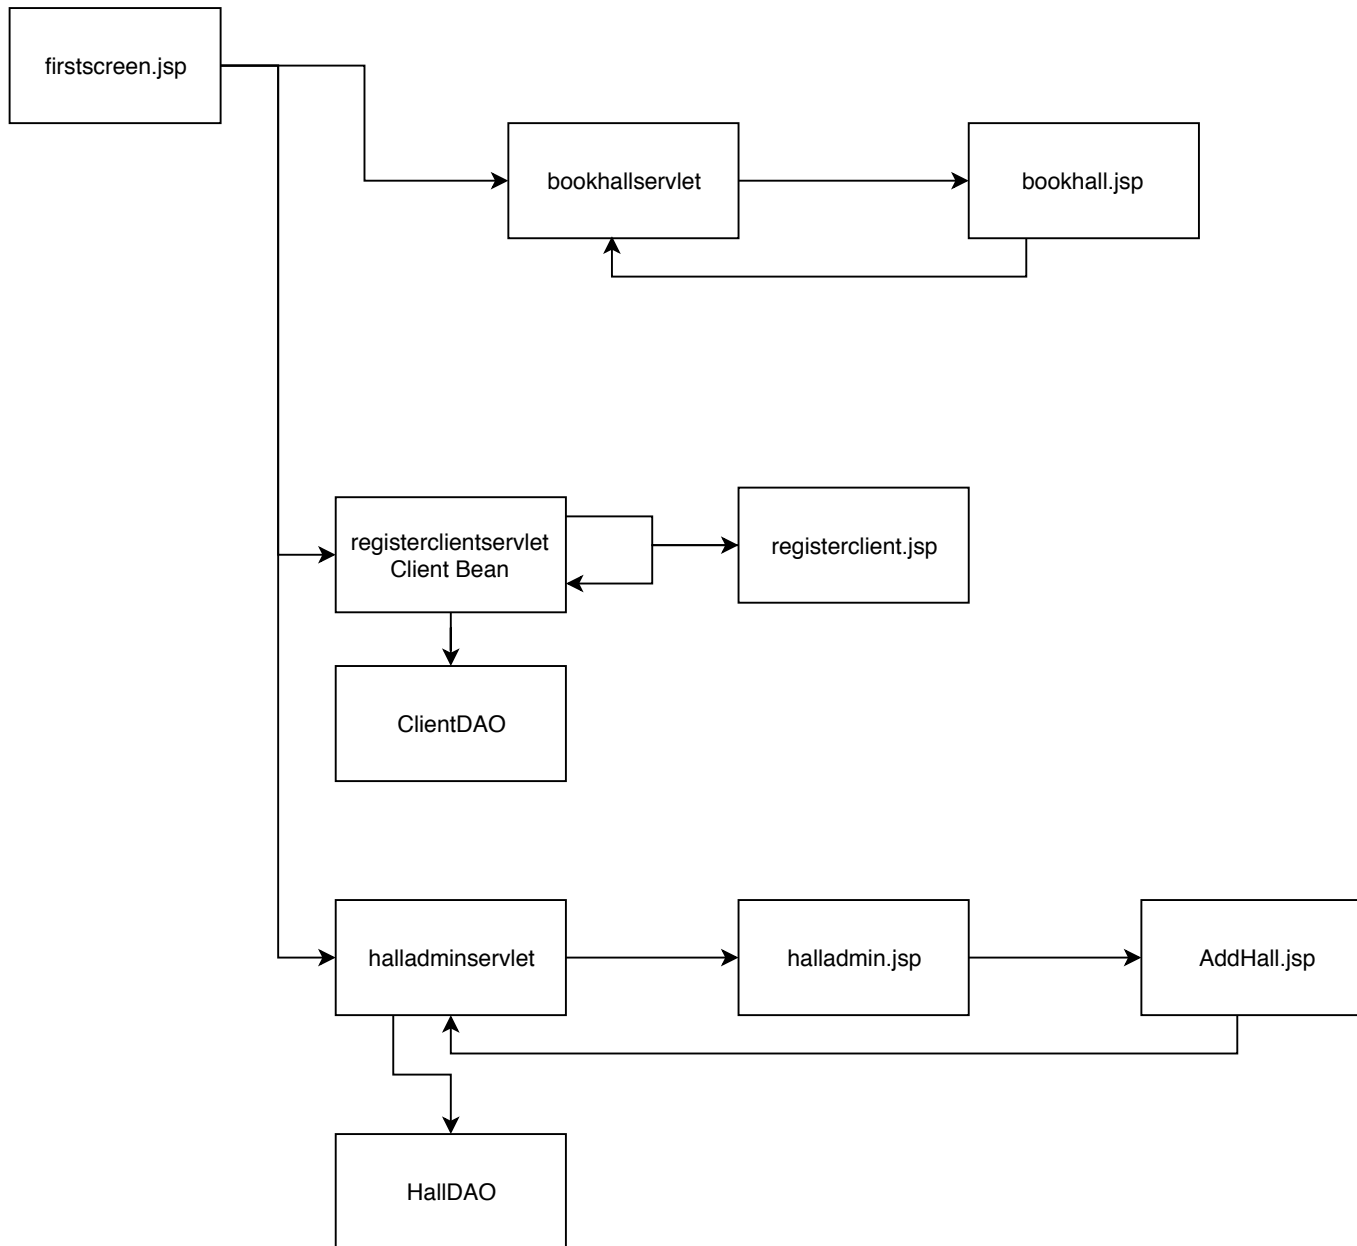 firstscreen.jsp
bookhallservlet
bookhall.jsp
registerclientservlet
Client Bean
registerclient.jsp
ClientDAO
halladminservlet
halladmin.jsp
AddHall.jsp
HallDAO